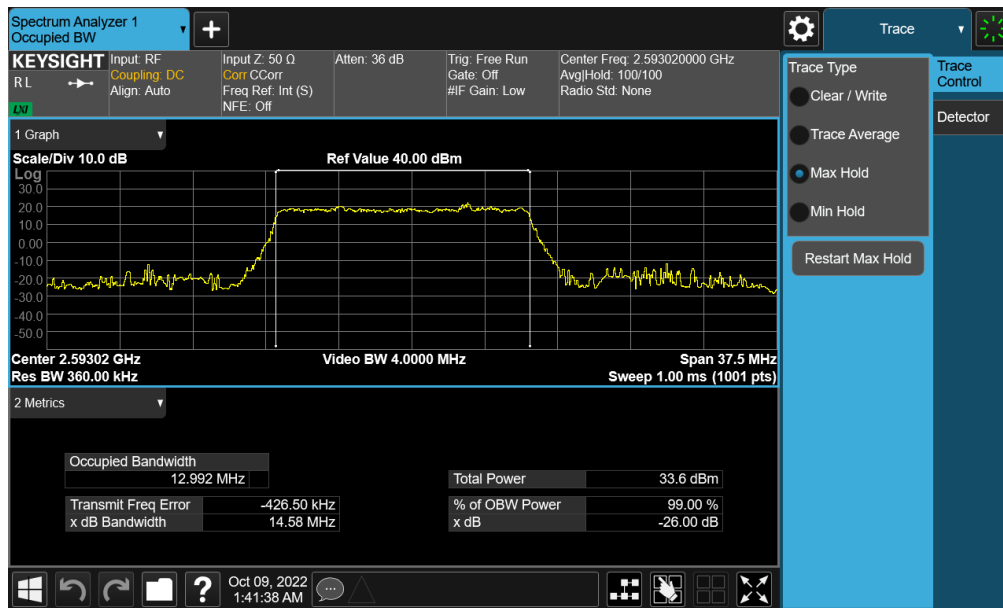 Spectrum Analyzer 1
Occupied BW
+
Trace
KEYSIGHT
R L
LXI
Input: RF
Coupling: DC
Align: Auto
Input Z: 50 Ω
Corr CCorr
Freq Ref: Int (S)
NFE: Off
Atten: 36 dB
Trig: Free Run
Gate: Off
#IF Gain: Low
Center Freq: 2.593020000 GHz
Avg|Hold: 100/100
Radio Std: None
Trace Type
Clear / Write
Trace Average
Max Hold
Min Hold
Restart Max Hold
Trace
Control
Detector
1 Graph
Scale/Div 10.0 dB
Ref Value 40.00 dBm
Log
30.0
20.0
10.0
0.00
-10.0
-20.0
-30.0
-40.0
-50.0
Center 2.59302 GHz
Video BW 4.0000 MHz
Span 37.5 MHz
Res BW 360.00 kHz
Sweep 1.00 ms (1001 pts)
2 Metrics
Occupied Bandwidth
12.992 MHz
Total Power 33.6 dBm
Transmit Freq Error -426.50 kHz
% of OBW Power 99.00 %
x dB Bandwidth 14.58 MHz
x dB -26.00 dB
?
Oct 09, 2022
1:41:38 AM